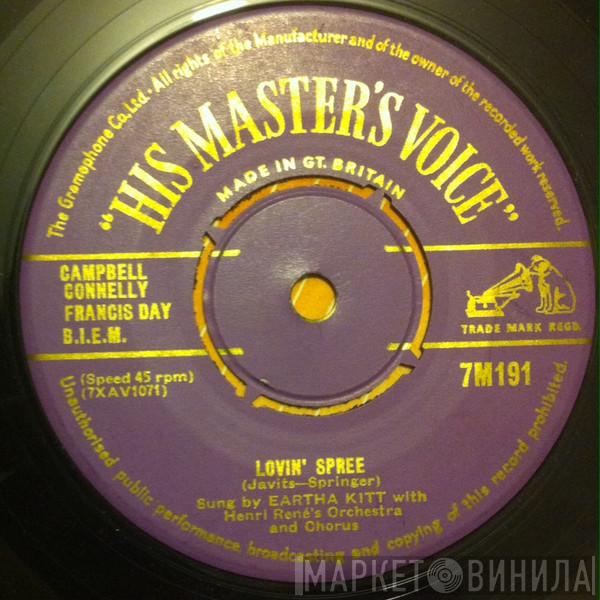 The Gramophone Co. Ltd. · All rights of the Manufacturer and of the owner of the recorded work reserved.
"HIS MASTER'S VOICE"
MADE IN GT. BRITAIN
CAMPBELL
CONNELLY
FRANCIS DAY
B.I.E.M.
TRADE MARK REGD.
(Speed 45 rpm)
(7XAV1071)
7M191
LOVIN' SPREE
(Javits—Springer)
Sung by EARTHA KITT with
Henri René's Orchestra
and Chorus
Unauthorised public performance, broadcasting and copying of this record prohibited.
МАРКЕТ ВИНИЛА